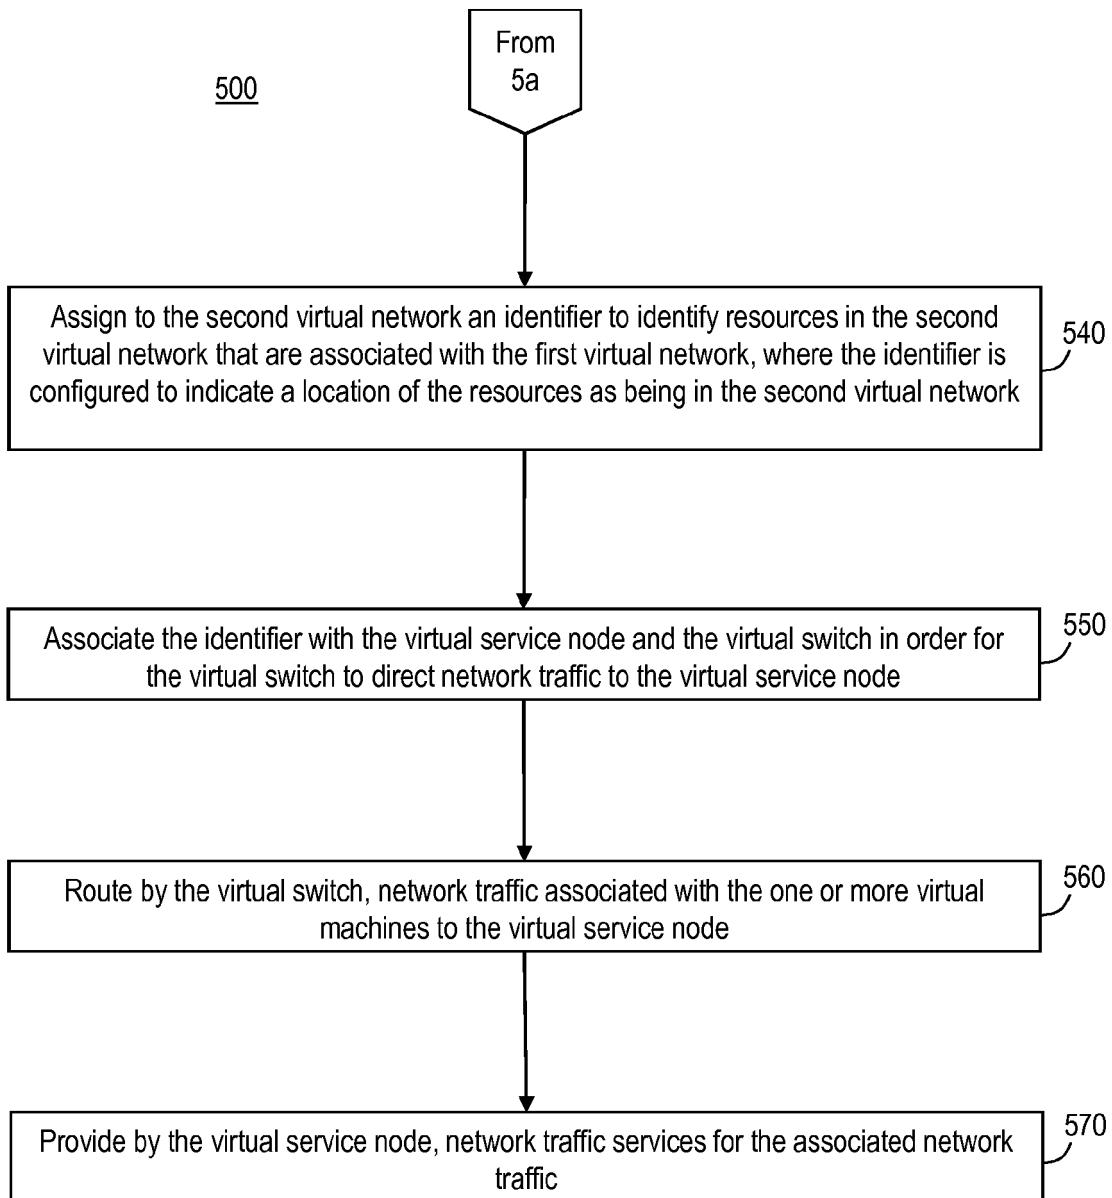 From
5a
500
Assign to the second virtual network an identifier to identify resources in the second
virtual network that are associated with the first virtual network, where the identifier is
configured to indicate a location of the resources as being in the second virtual network
540
Associate the identifier with the virtual service node and the virtual switch in order for
the virtual switch to direct network traffic to the virtual service node
550
Route by the virtual switch, network traffic associated with the one or more virtual
machines to the virtual service node
560
Provide by the virtual service node, network traffic services for the associated network
traffic
570